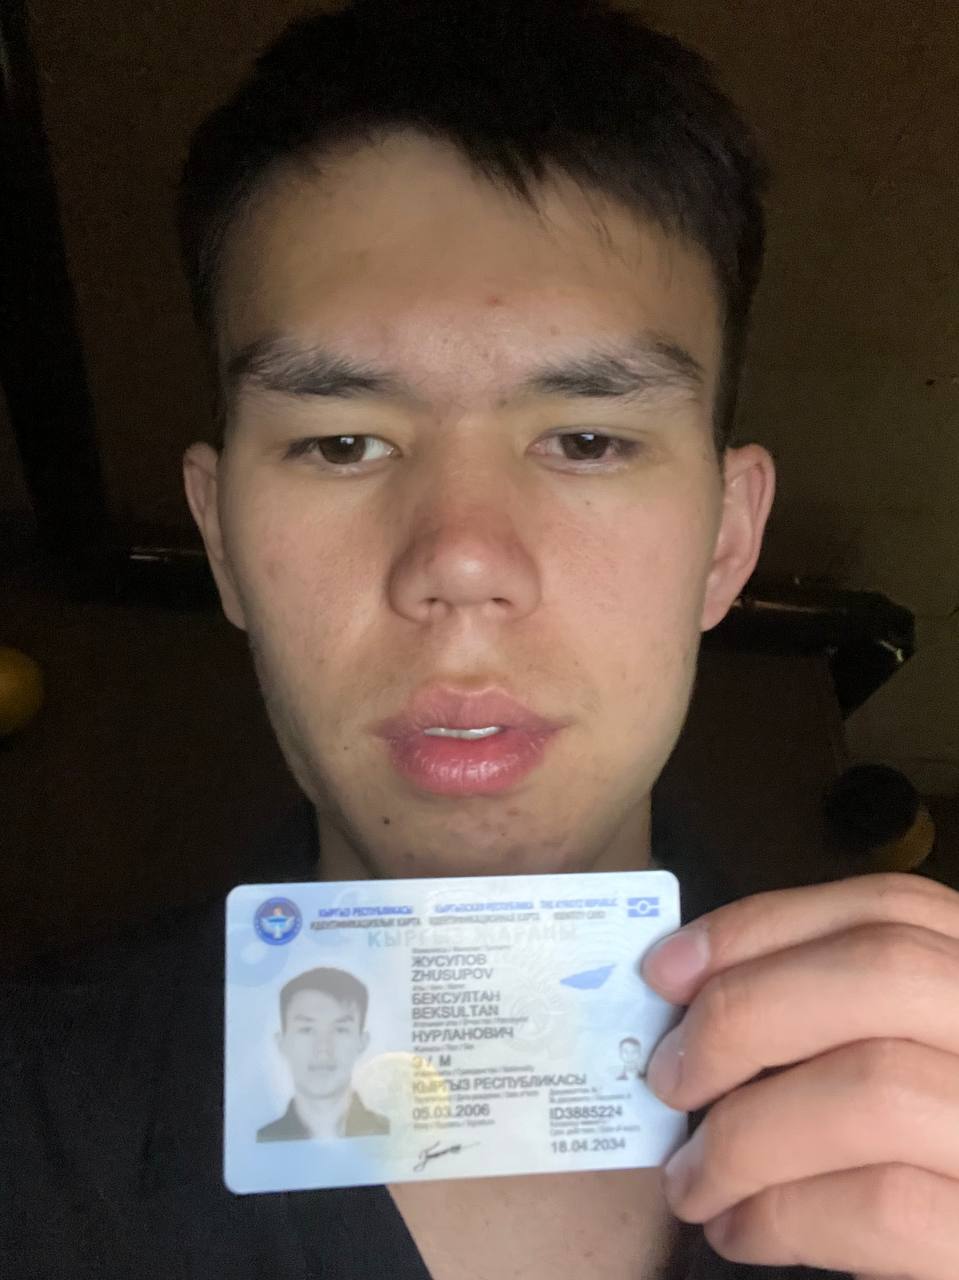 КЫРГЫЗ РЕСПУБЛИКАСЫ КЫРГЫЗСКАЯ РЕСПУБЛИКА THE KYRGYZ REPUBLIC
ИДЕНТИФИКАЦИЯЛЫК КАРТА ИДЕНТИФИКАЦИОННАЯ КАРТА IDENTITY CARD
КЫРГЫЗ ЖАРАНЫ
ЖУСУПОВ
ZHUSUPOV
БЕКСУЛТАН
BEKSULTAN
НУРЛАНОВИЧ
Э / М
КЫРГЫЗ РЕСПУБЛИКАСЫ
05.03.2006 ID3885224
18.04.2034